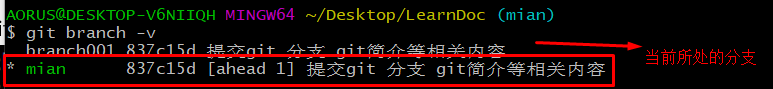 AORUS@DESKTOP-V6NIIQH MINGW64 ~/Desktop/LearnDoc (mian)
$ git branch -v
branch001 837c15d 提交git 分支 git简介等相关内容
* mian 837c15d [ahead 1] 提交git 分支 git简介等相关内容
当前所处的分支